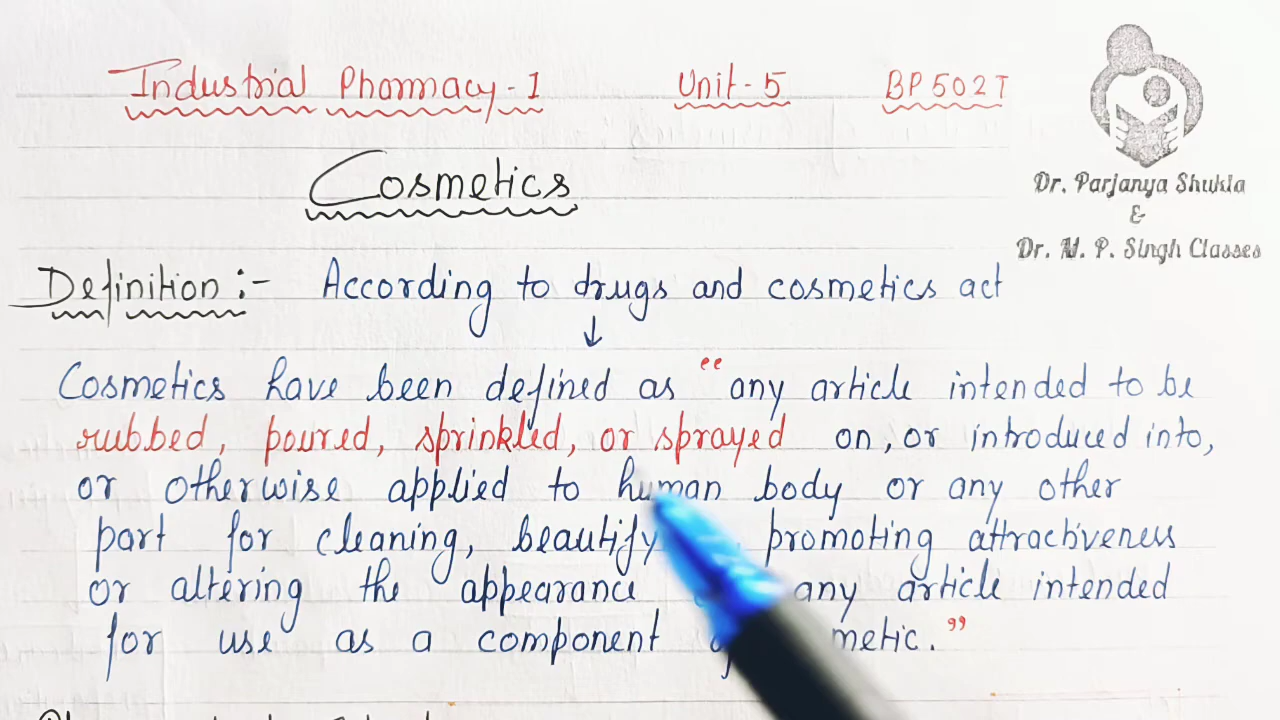 Industrial Pharmacy-1 Unit-5 BP502T
Dr. Parjanya Shukla
&
Dr. M. P. Singh Classes
Cosmetics
Definition :- According to drugs and cosmetics act
↓
Cosmetics have been defined as "any article intended to be
rubbed, poured, sprinkled, or sprayed on, or introduced into,
or otherwise applied to human body or any other
part for cleaning, beautify promoting attractiveness
or altering the appearance any article intended
for use as a component metic."